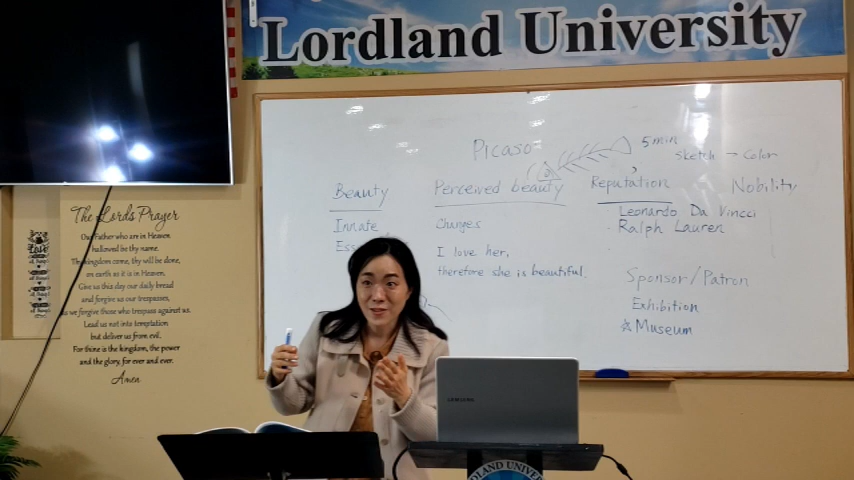 Lordland University
Picaso
5 min
Sketch → Color
Beauty
Innate
Perceived beauty
Changes
I love her,
therefore she is beautiful.
Reputation
Leonardo Da Vincci
Ralph Lauren
Nobility
Sponsor/Patron
Exhibition
☆ Museum
The Lord's Prayer
Our Father who are in Heaven
hallowed be thy name.
Thy kingdom come, thy will be done,
on earth as it is in Heaven.
Give us this day our daily bread
and forgive us our trespasses,
as we forgive those who trespass against us.
Lead us not into temptation
but deliver us from evil.
For thine is the kingdom, the power
and the glory, for ever and ever.
Amen
SAMSUNG